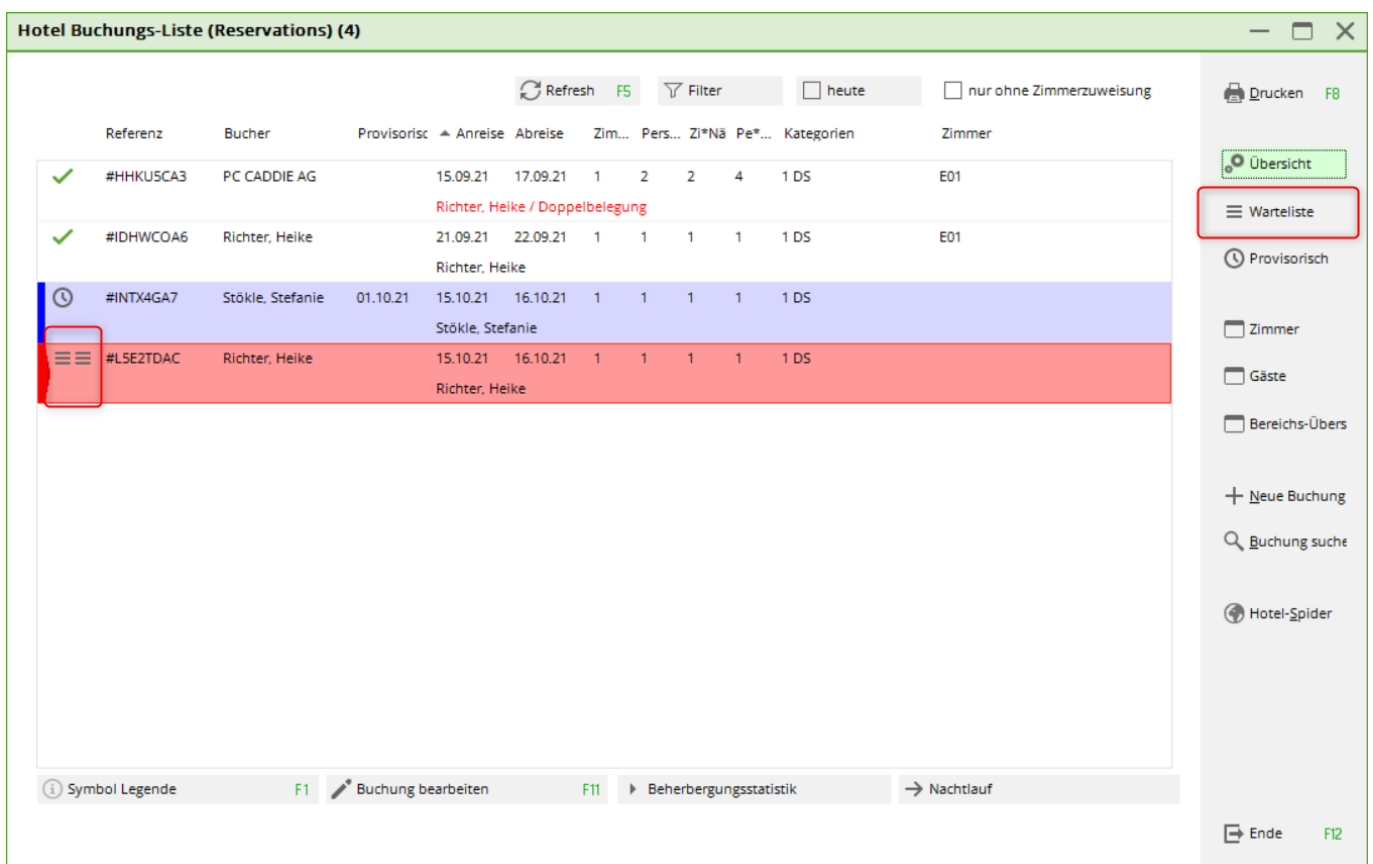 Hotel Buchungs-Liste (Reservations) (4)
Refresh F5 Filter heute nur ohne Zimmerzuweisung
Referenz Bucher Provisorisc Anreise Abreise Zim... Pers... Zi*Nä Pe*... Kategorien Zimmer
#HHKU5CA3 PC CADDIE AG 15.09.21 17.09.21 1 2 2 4 1 DS E01
Richter, Heike / Doppelbelegung
#IDHWCOA6 Richter, Heike 21.09.21 22.09.21 1 1 1 1 1 DS E01
Richter, Heike
#INTX4GA7 Stökle, Stefanie 01.10.21 15.10.21 16.10.21 1 1 1 1 1 DS
Stökle, Stefanie
#L5E2TDAC Richter, Heike 15.10.21 16.10.21 1 1 1 1 1 DS
Richter, Heike
Symbol Legende F1 Buchung bearbeiten F11 Beherbergungsstatistik Nachtlauf
Drucken F8
Übersicht
Warteliste
Provisorisch
Zimmer
Gäste
Bereichs-Übers
Neue Buchung
Buchung suche
Hotel-Spider
Ende F12